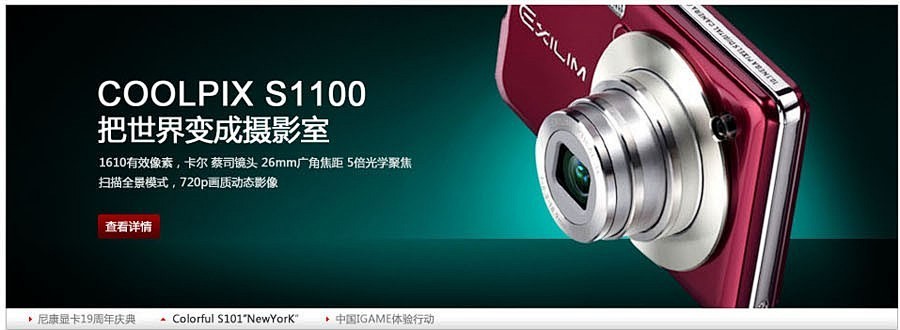 COOLPIX S1100
把世界变成摄影室
1610有效像素，卡尔 蔡司镜头 26mm广角焦距 5倍光学聚焦
扫描全景模式，720p画质动态影像
查看详情
EXILIM
尼康显卡19周年庆典
Colorful S101"NewYorK"
中国IGAME体验行动